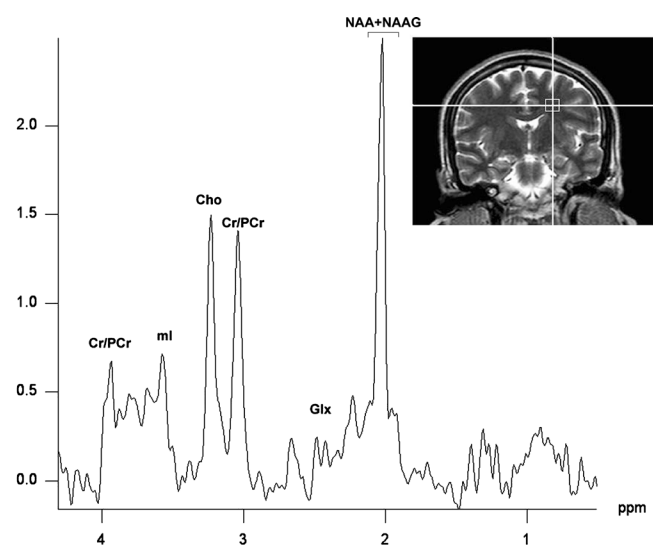 NAA+NAAG
2.0
1.5
Cho
Cr/PCr
1.0
Cr/PCr
mI
0.5
Glx
0.0
ppm
4
3
2
1